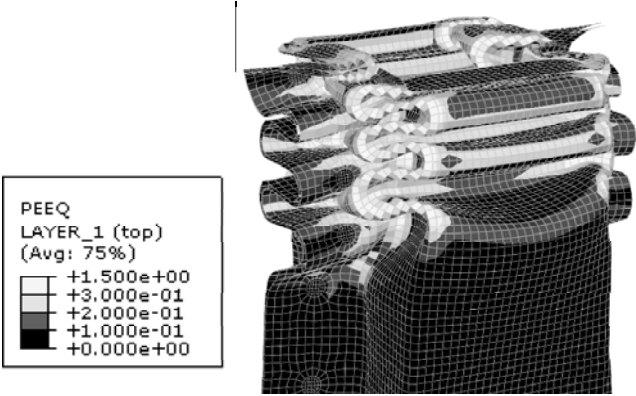 PEEQ
LAYER_1 (top)
(Avg: 75%)
+1.500e+00
+3.000e-01
+2.000e-01
+1.000e-01
+0.000e+00